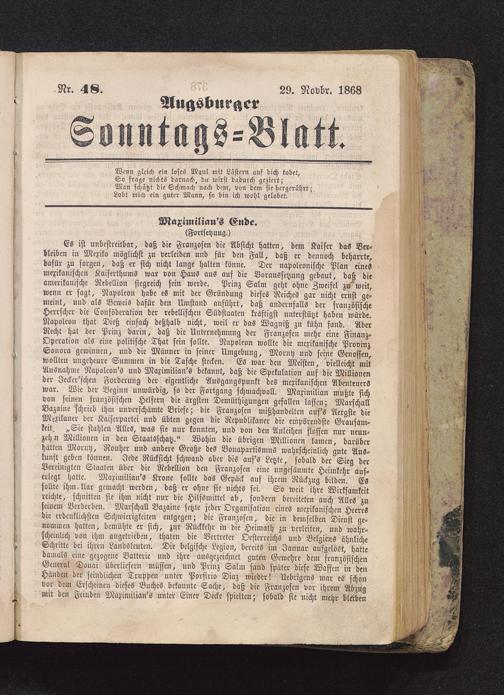 Nr. 48.
29. Novbr. 1868
Augsburger
Sonntags=Blatt.
Wenn gleich ein loses Maul mit Lästern auf dich tobet,
So frage nichts darnach, du wirst dadurch gezieret;
Man schätzt die Schmach nach dem, von dem sie hergerühret;
Lobt mich ein guter Mann, so bin ich wohl gelobet.
Maximilian's Ende.
(Fortsetzung.)
Es ist unbestreitbar, daß die Franzosen die Absicht hatten, dem Kaiser das Ver-
bleiben in Mexiko möglichst zu verleiden und für den Fall, daß er dennoch beharrte,
dafür zu sorgen, daß er sich nicht lange halten könne. Der napoleonische Plan eines
mexikanischen Kaiserthums war von Haus aus auf die Voraussetzung gebaut, daß die
amerikanische Rebellion siegreich sein werde. Prinz Salm geht ohne Zweifel zu weit,
wenn er sagt, Napoleon habe es mit der Gründung dieses Reiches gar nicht ernst ge-
meint, und als Beweis dafür den Umstand anführt, daß andernfalls der französische
Herrscher die Conföderation der rebellischen Südstaaten kräftigst unterstützt haben würde.
Napoleon that Dieß einfach deßhalb nicht, weil er das Wagniß zu kühn fand. Aber
Recht hat der Prinz darin, daß die Unternehmung der Franzosen mehr eine Finanz-
Operation als eine politische That sein sollte. Napoleon wollte die mexikanische Provinz
Sonora gewinnen, und die Männer in seiner Umgebung, Morny und seine Genossen,
wollten ungeheure Summen in die Tasche stecken. Es war den Meisten, vielleicht mit
Ausnahme Napoleon's und Maximilian's bekannt, daß die Spekulation auf die Millionen
der Jecker'schen Forderung der eigentliche Ausgangspunkt des mexikanischen Abenteuers
war. Wie der Beginn unwürdig, so der Fortgang schmachvoll. Maximilian mußte sich
von seinen französischen Helfern die ärgsten Demüthigungen gefallen lassen; Marschall
Bazaine schrieb ihm unverschämte Briefe; die Franzosen mißhandelten auf's Aergste die
Mexikaner der Kaiserpartei und übten gegen die Republikaner die empörendste Grausam-
keit. „Sie stahlen Alles, was sie nur konnten, und von den Anleihen flossen nur neun-
zehn Millionen in den Staatsschatz." Wohin die übrigen Millionen kamen, darüber
hätten Morny, Rouher und andere Große des Bonapartismus wahrscheinlich gute Aus-
kunft geben können. Jede Rücksicht schwand aber bis auf's Letzte, sobald der Sieg der
Vereinigten Staaten über die Rebellion den Franzosen eine ungesäumte Heimkehr auf-
erlegt hatte. Maximilian's Krone sollte das Gepäck auf ihrem Rückzug bilden. Es
sollte ihm klar gemacht werden, daß er ohne sie nichts sei. So weit ihre Wirksamkeit
reichte, schnitten sie ihm nicht nur die Hilfsmittel ab, sondern bereiteten auch Alles zu
seinem Verderben. Marschall Bazaine setzte jeder Organisation eines mexikanischen Heeres
die erdenklichsten Schwierigkeiten entgegen; die Franzosen, die in demselben Dienst ge-
nommen hatten, bemühte er sich, zur Rückkehr in die Heimath zu verleiten, und wahr-
scheinlich von ihm angetrieben, thaten die Vertreter Oesterreichs und Belgiens ähnliche
Schritte bei ihren Landsleuten. Die belgische Legion, bereits im Januar aufgelöst, hatte
damals eine gezogene Batterie und ihre ausgezeichnet guten Gewehre dem französischen
General Douai überliefern müssen, und Prinz Salm fand später diese Waffen in den
Händen der feindlichen Truppen unter Porfirio Diaz wieder! Uebrigens war es schon
vor dem Erscheinen dieses Buches bekannte Sache, daß die Franzosen vor ihrem Abzug
mit den Feinden Maximilian's unter Einer Decke spielten; sobald sie nicht mehr bleiben